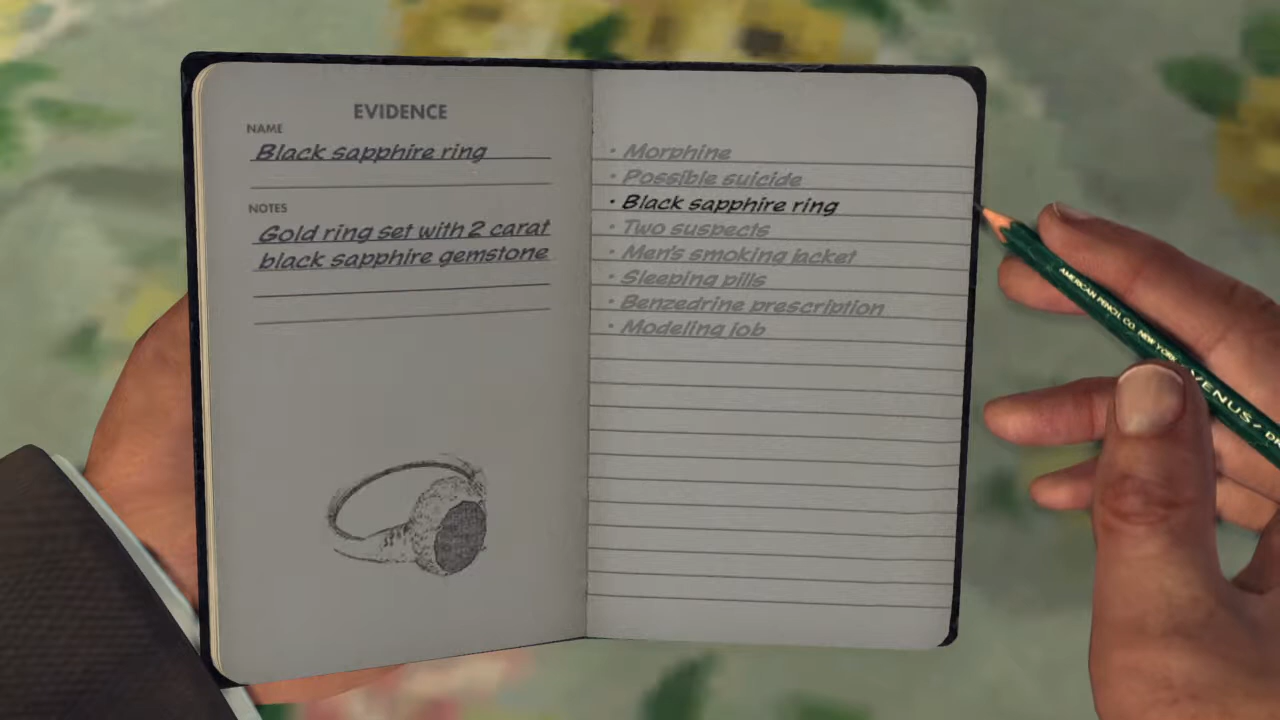 EVIDENCE
NAME
Black sapphire ring
NOTES
Gold ring set with 2 carat
black sapphire gemstone
• Morphine
• Possible suicide
• Black sapphire ring
• Two suspects
• Men's smoking jacket
• Sleeping pills
• Benzedrine prescription
• Modeling job
AMERICAN PENCIL CO. NEW YORK
VENUS / DR